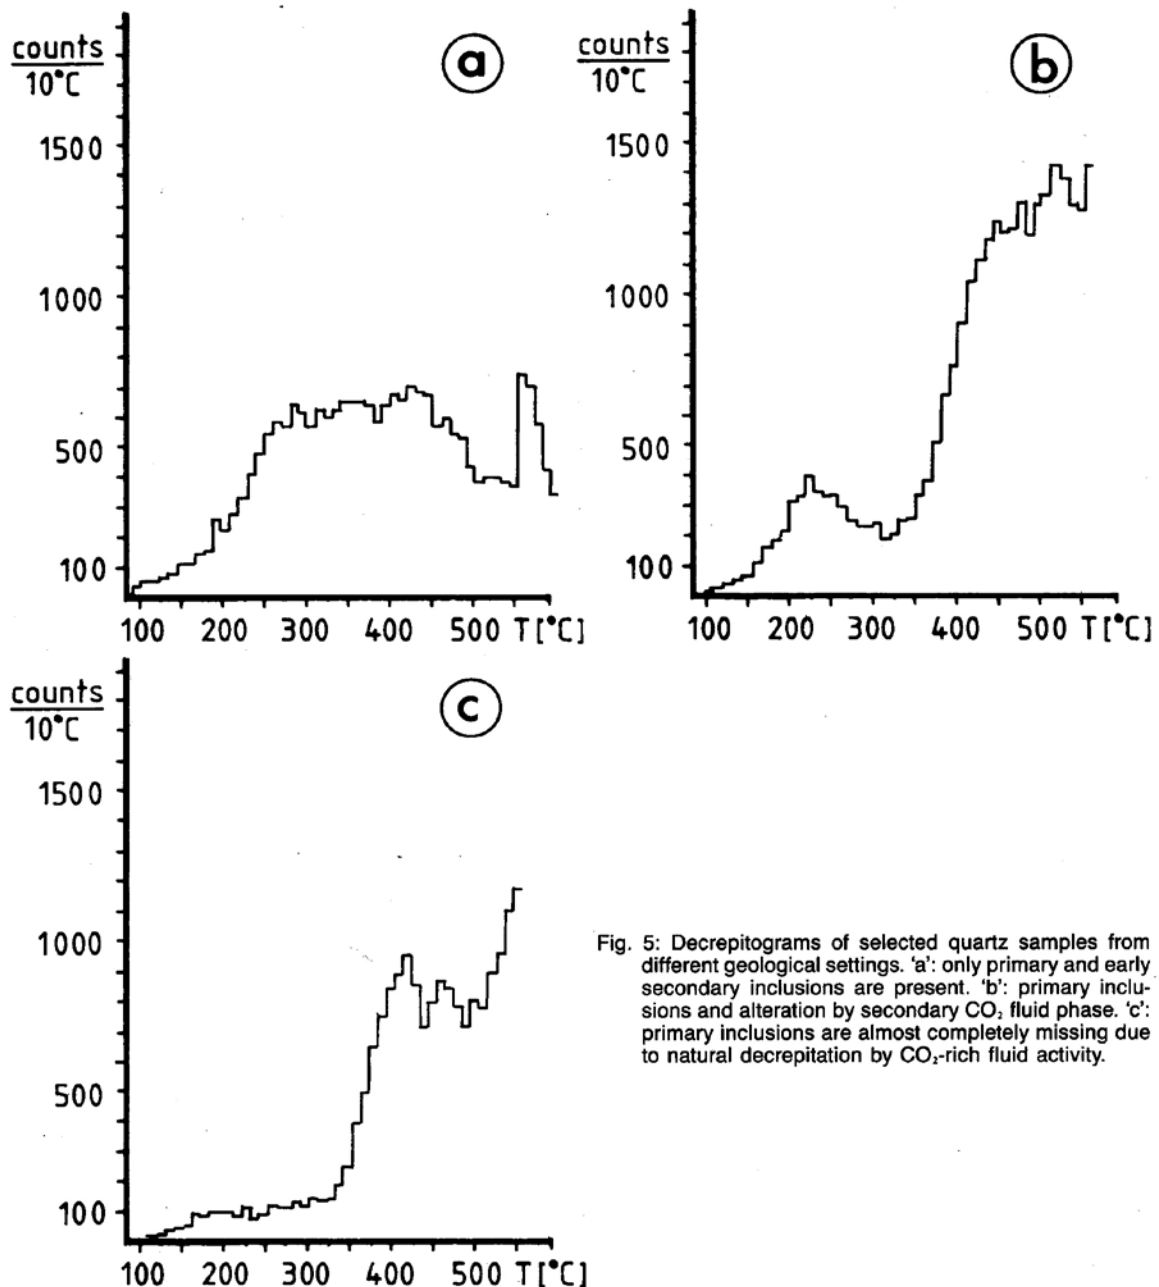 counts
10°C
a
1500
1000
500
100
100 200 300 400 500 T[°C]
counts
10°C
b
1500
1000
500
100
100 200 300 400 500 T[°C]
counts
10°C
c
1500
1000
500
100
100 200 300 400 500 T[°C]
Fig. 5: Decrepitograms of selected quartz samples from
different geological settings. 'a': only primary and early
secondary inclusions are present. 'b': primary inclu-
sions and alteration by secondary CO₂ fluid phase. 'c':
primary inclusions are almost completely missing due
to natural decrepitation by CO₂-rich fluid activity.